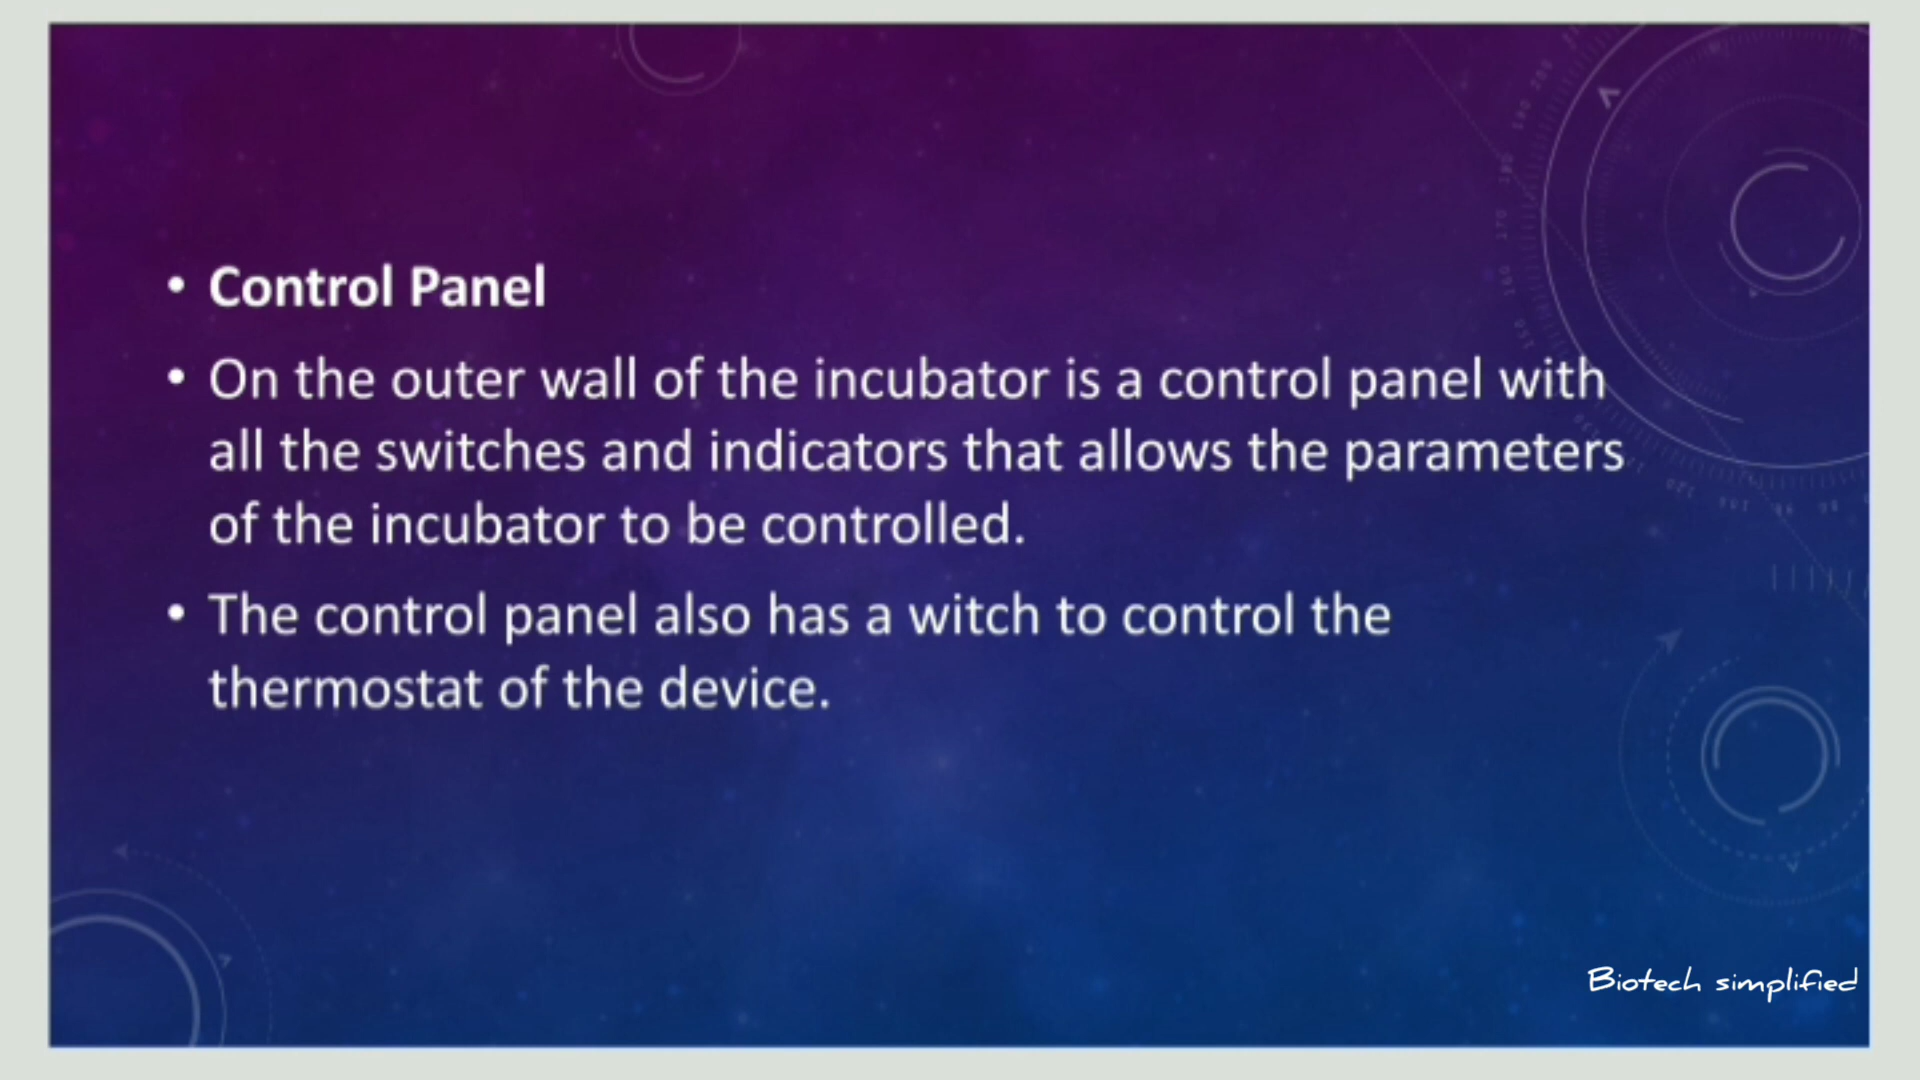 • Control Panel
• On the outer wall of the incubator is a control panel with
all the switches and indicators that allows the parameters
of the incubator to be controlled.
• The control panel also has a witch to control the
thermostat of the device.
Biotech simplified